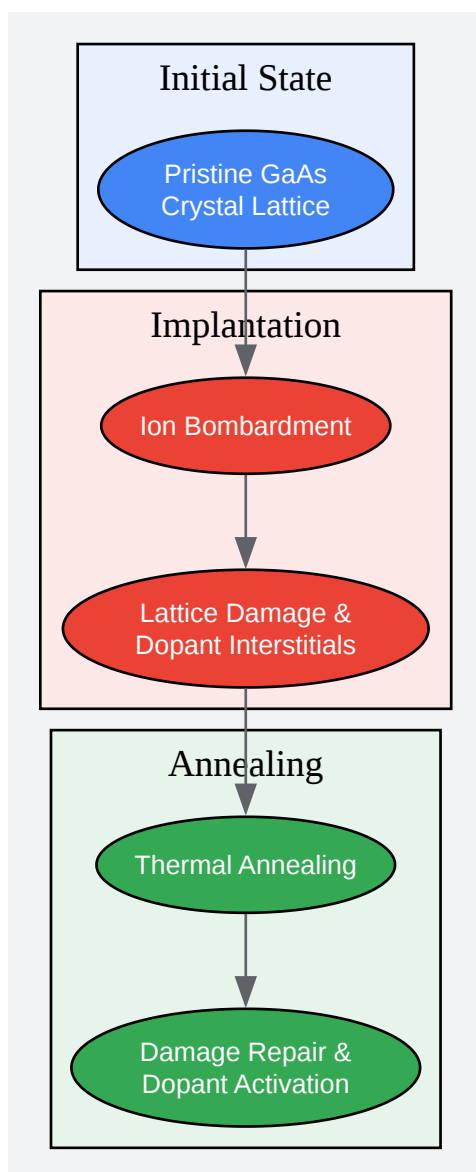 Initial State
Pristine GaAs
Crystal Lattice
Implantation
Ion Bombardment
Lattice Damage &
Dopant Interstitials
Annealing
Thermal Annealing
Damage Repair &
Dopant Activation